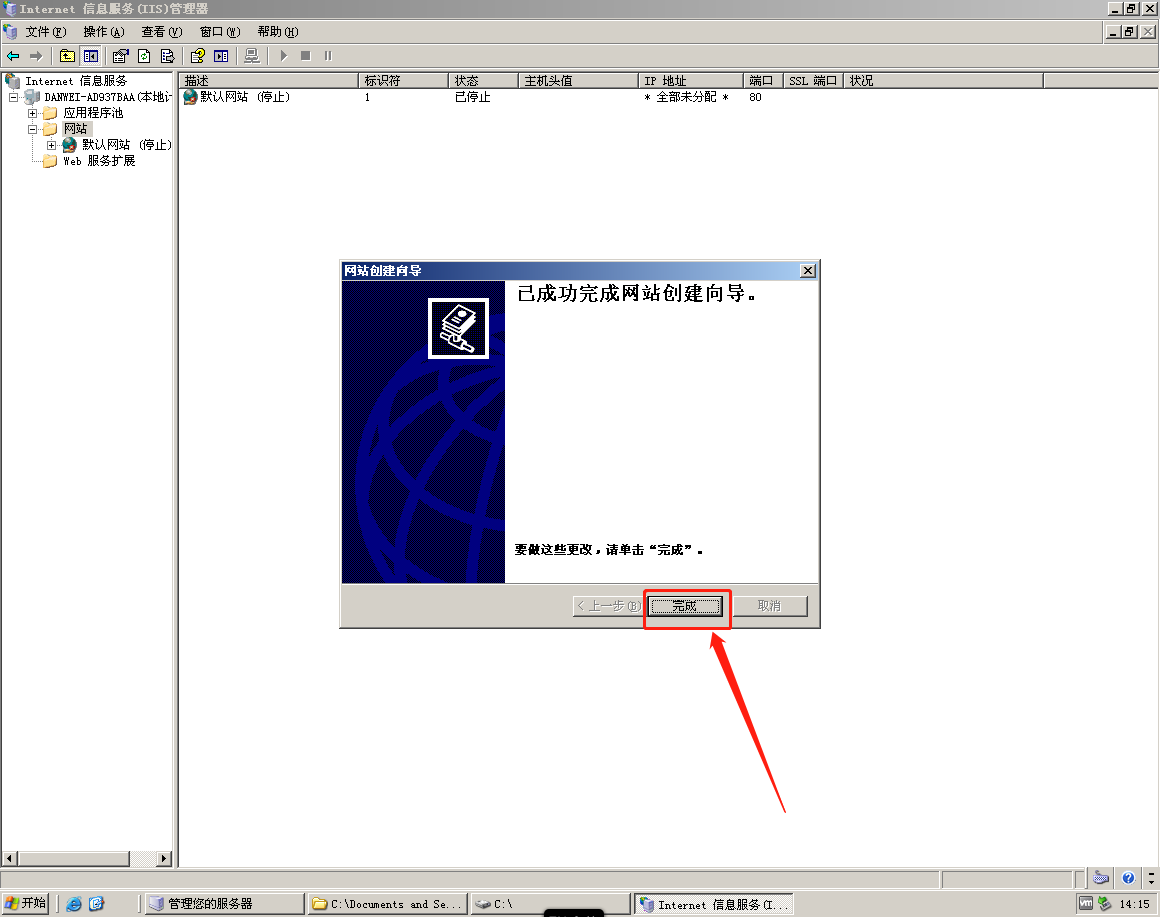 Internet 信息服务(IIS)管理器
文件(F) 操作(A) 查看(V) 窗口(W) 帮助(H)
Internet 信息服务
DANWEI-AD937BAA(本地计
应用程序池
网站
默认网站 (停止)
Web 服务扩展
描述 标识符 状态 主机头值 IP 地址 端口 SSL 端口 状况
默认网站 (停止) 1 已停止 * 全部未分配 * 80
网站创建向导
已成功完成网站创建向导。
要做这些更改,请单击“完成”。
< 上一步(B) 完成 取消
开始 管理您的服务器 C:\Documents and Se... C:\ Internet 信息服务(I... vm 14:15